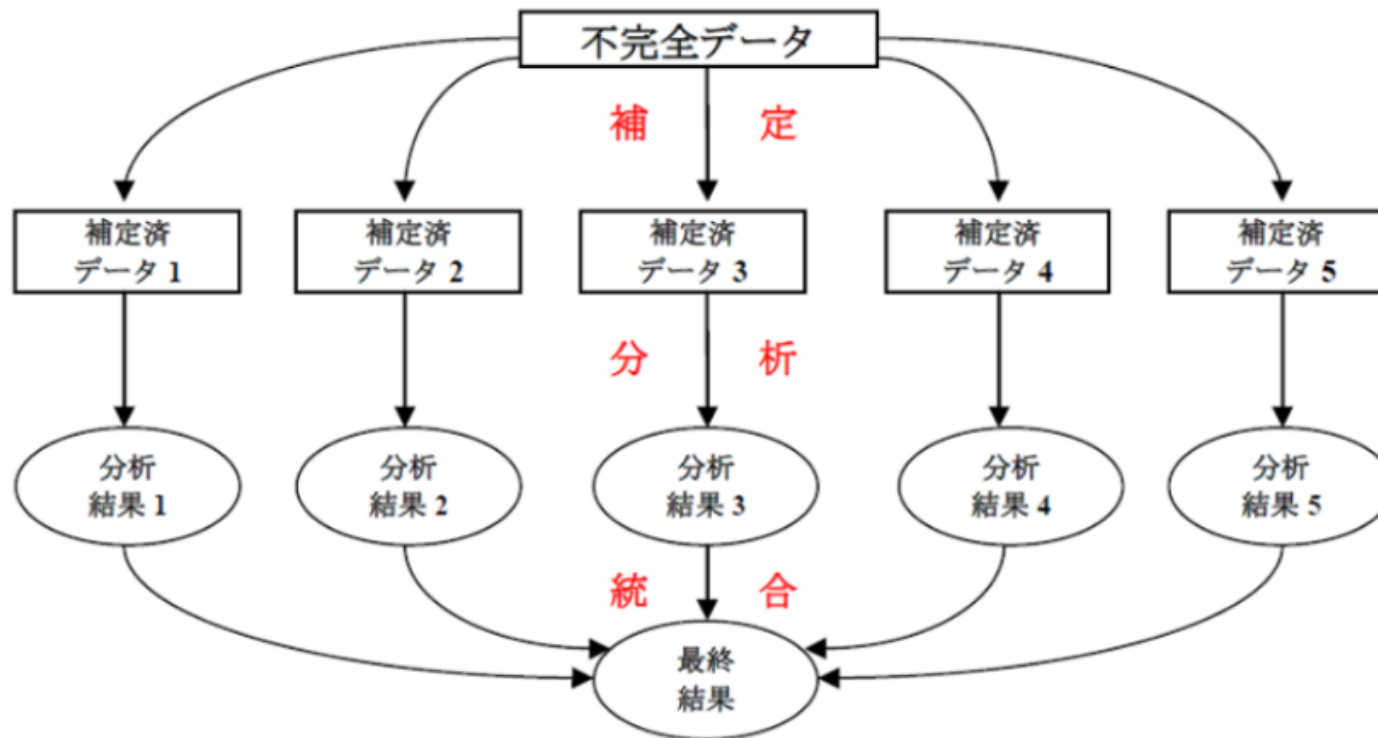 不完全データ
補 定
補定済
データ 1
補定済
データ 2
補定済
データ 3
補定済
データ 4
補定済
データ 5
分 析
分析
結果 1
分析
結果 2
分析
結果 3
分析
結果 4
分析
結果 5
統 合
最終
結果